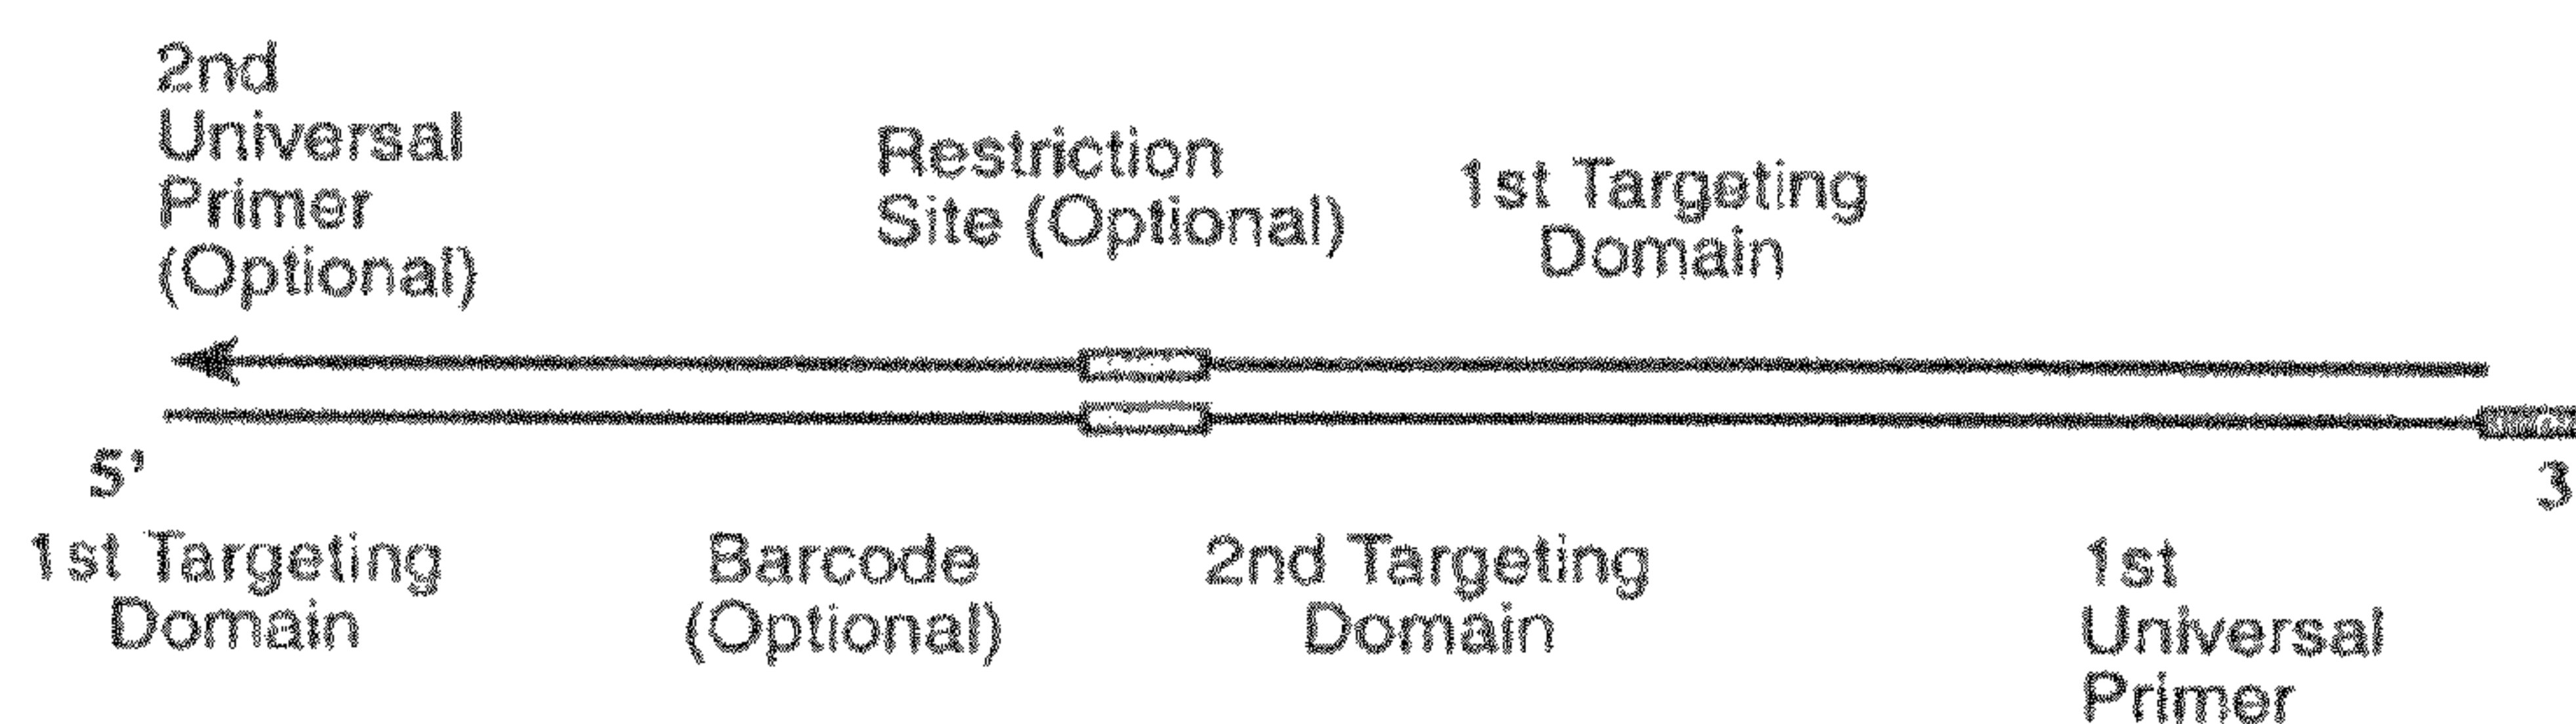 2nd
Universal
Primer
(Optional)
Restriction
Site (Optional)
1st Targeting
Domain
5’
3
1st Targeting
Domain
Barcode
(Optional)
2nd Targeting
Domain
1st
Universal
Primer